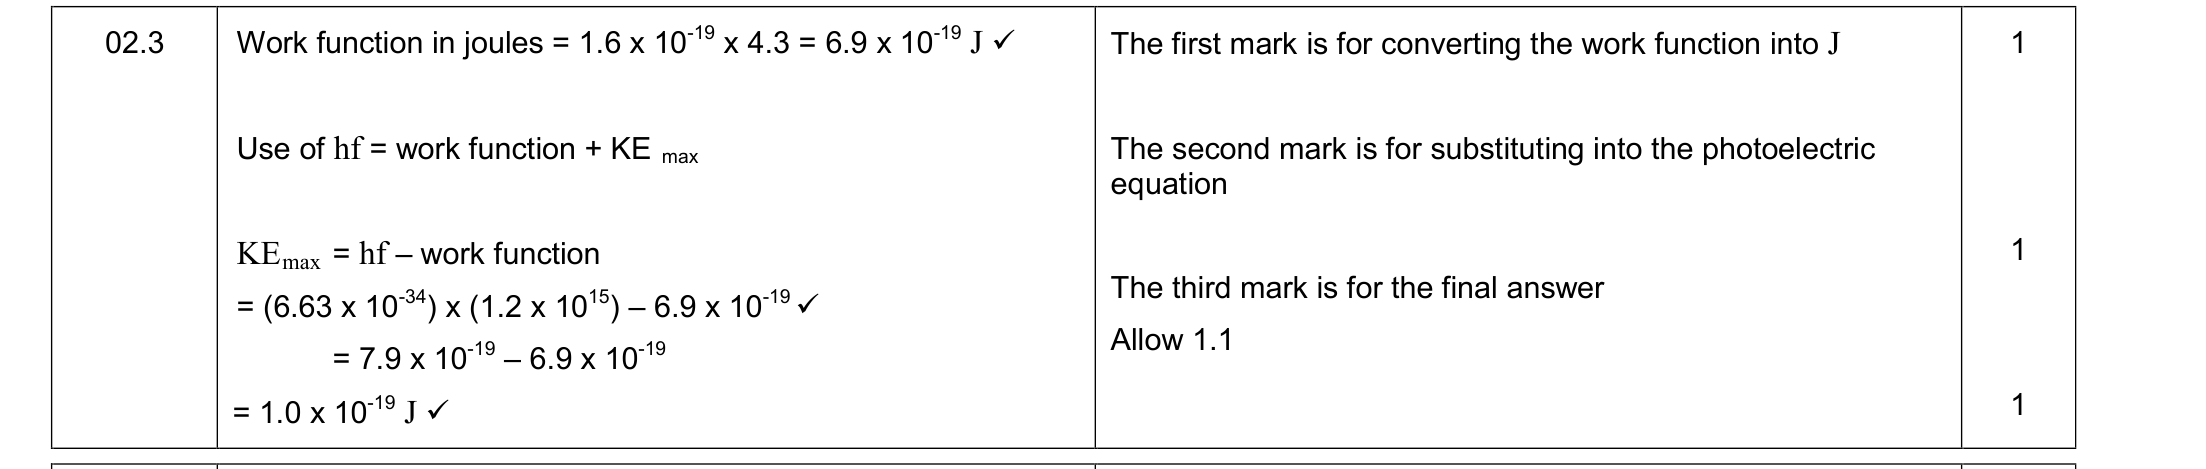 02.3
Work function in joules = 1.6 x 10⁻¹⁹ x 4.3 = 6.9 x 10⁻¹⁹ J ✓
The first mark is for converting the work function into J
1
Use of hf = work function + KE max
The second mark is for substituting into the photoelectric
equation
KEmax = hf – work function
1
= (6.63 x 10⁻³⁴) x (1.2 x 10¹⁵) – 6.9 x 10⁻¹⁹ ✓
The third mark is for the final answer
= 7.9 x 10⁻¹⁹ – 6.9 x 10⁻¹⁹
Allow 1.1
= 1.0 x 10⁻¹⁹ J ✓
1